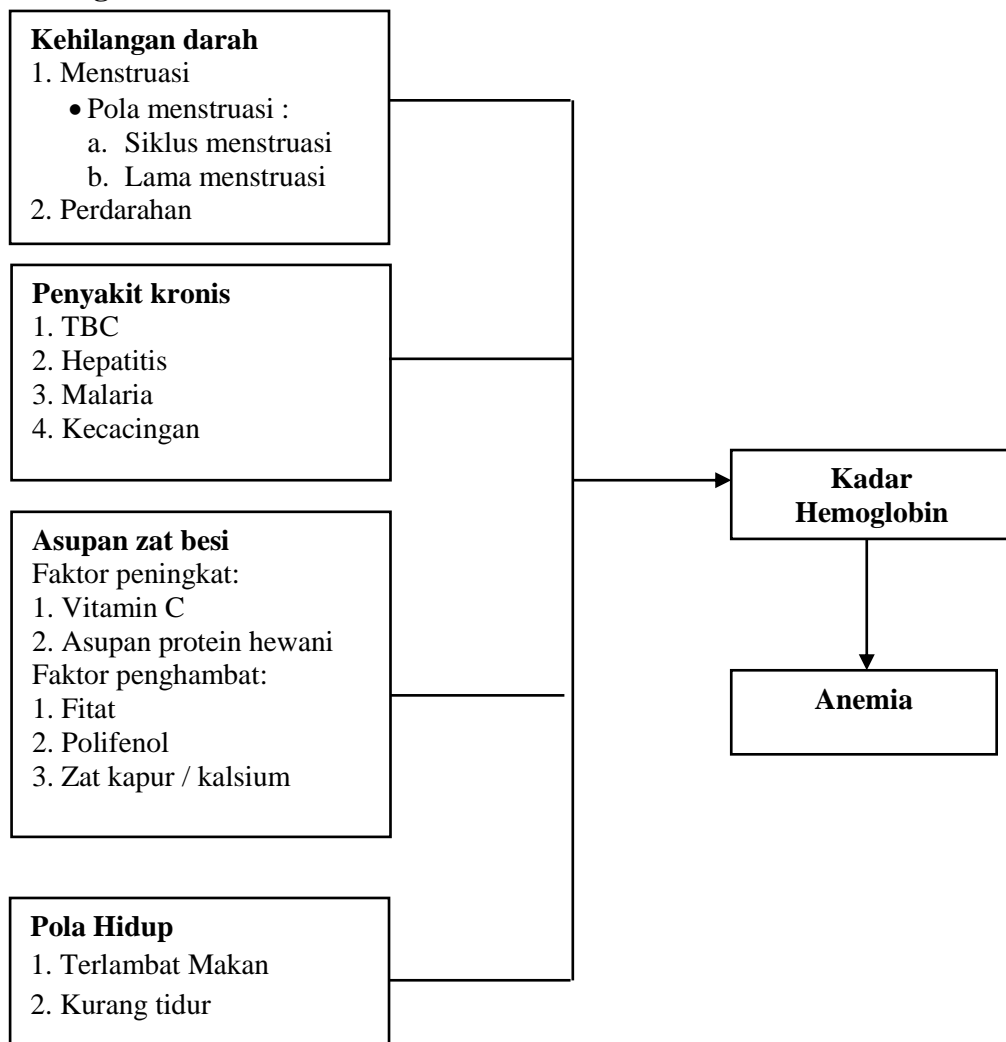 Kehilangan darah
1. Menstruasi
• Pola menstruasi :
a. Siklus menstruasi
b. Lama menstruasi
2. Perdarahan
Penyakit kronis
1. TBC
2. Hepatitis
3. Malaria
4. Kecacingan
Asupan zat besi
Faktor peningkat:
1. Vitamin C
2. Asupan protein hewani
Faktor penghambat:
1. Fitat
2. Polifenol
3. Zat kapur / kalsium
Pola Hidup
1. Terlambat Makan
2. Kurang tidur
Kadar
Hemoglobin
Anemia